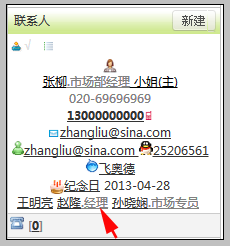 联系人 新建
张柳.市场部经理 小姐(主)
020-69696969
13000000000
zhangliu@sina.com
zhangliu@sina.com 25206561
飞奥德
纪念日 2013-04-28
王明亮 赵隆.经理 孙晓娴.市场专员
[0]